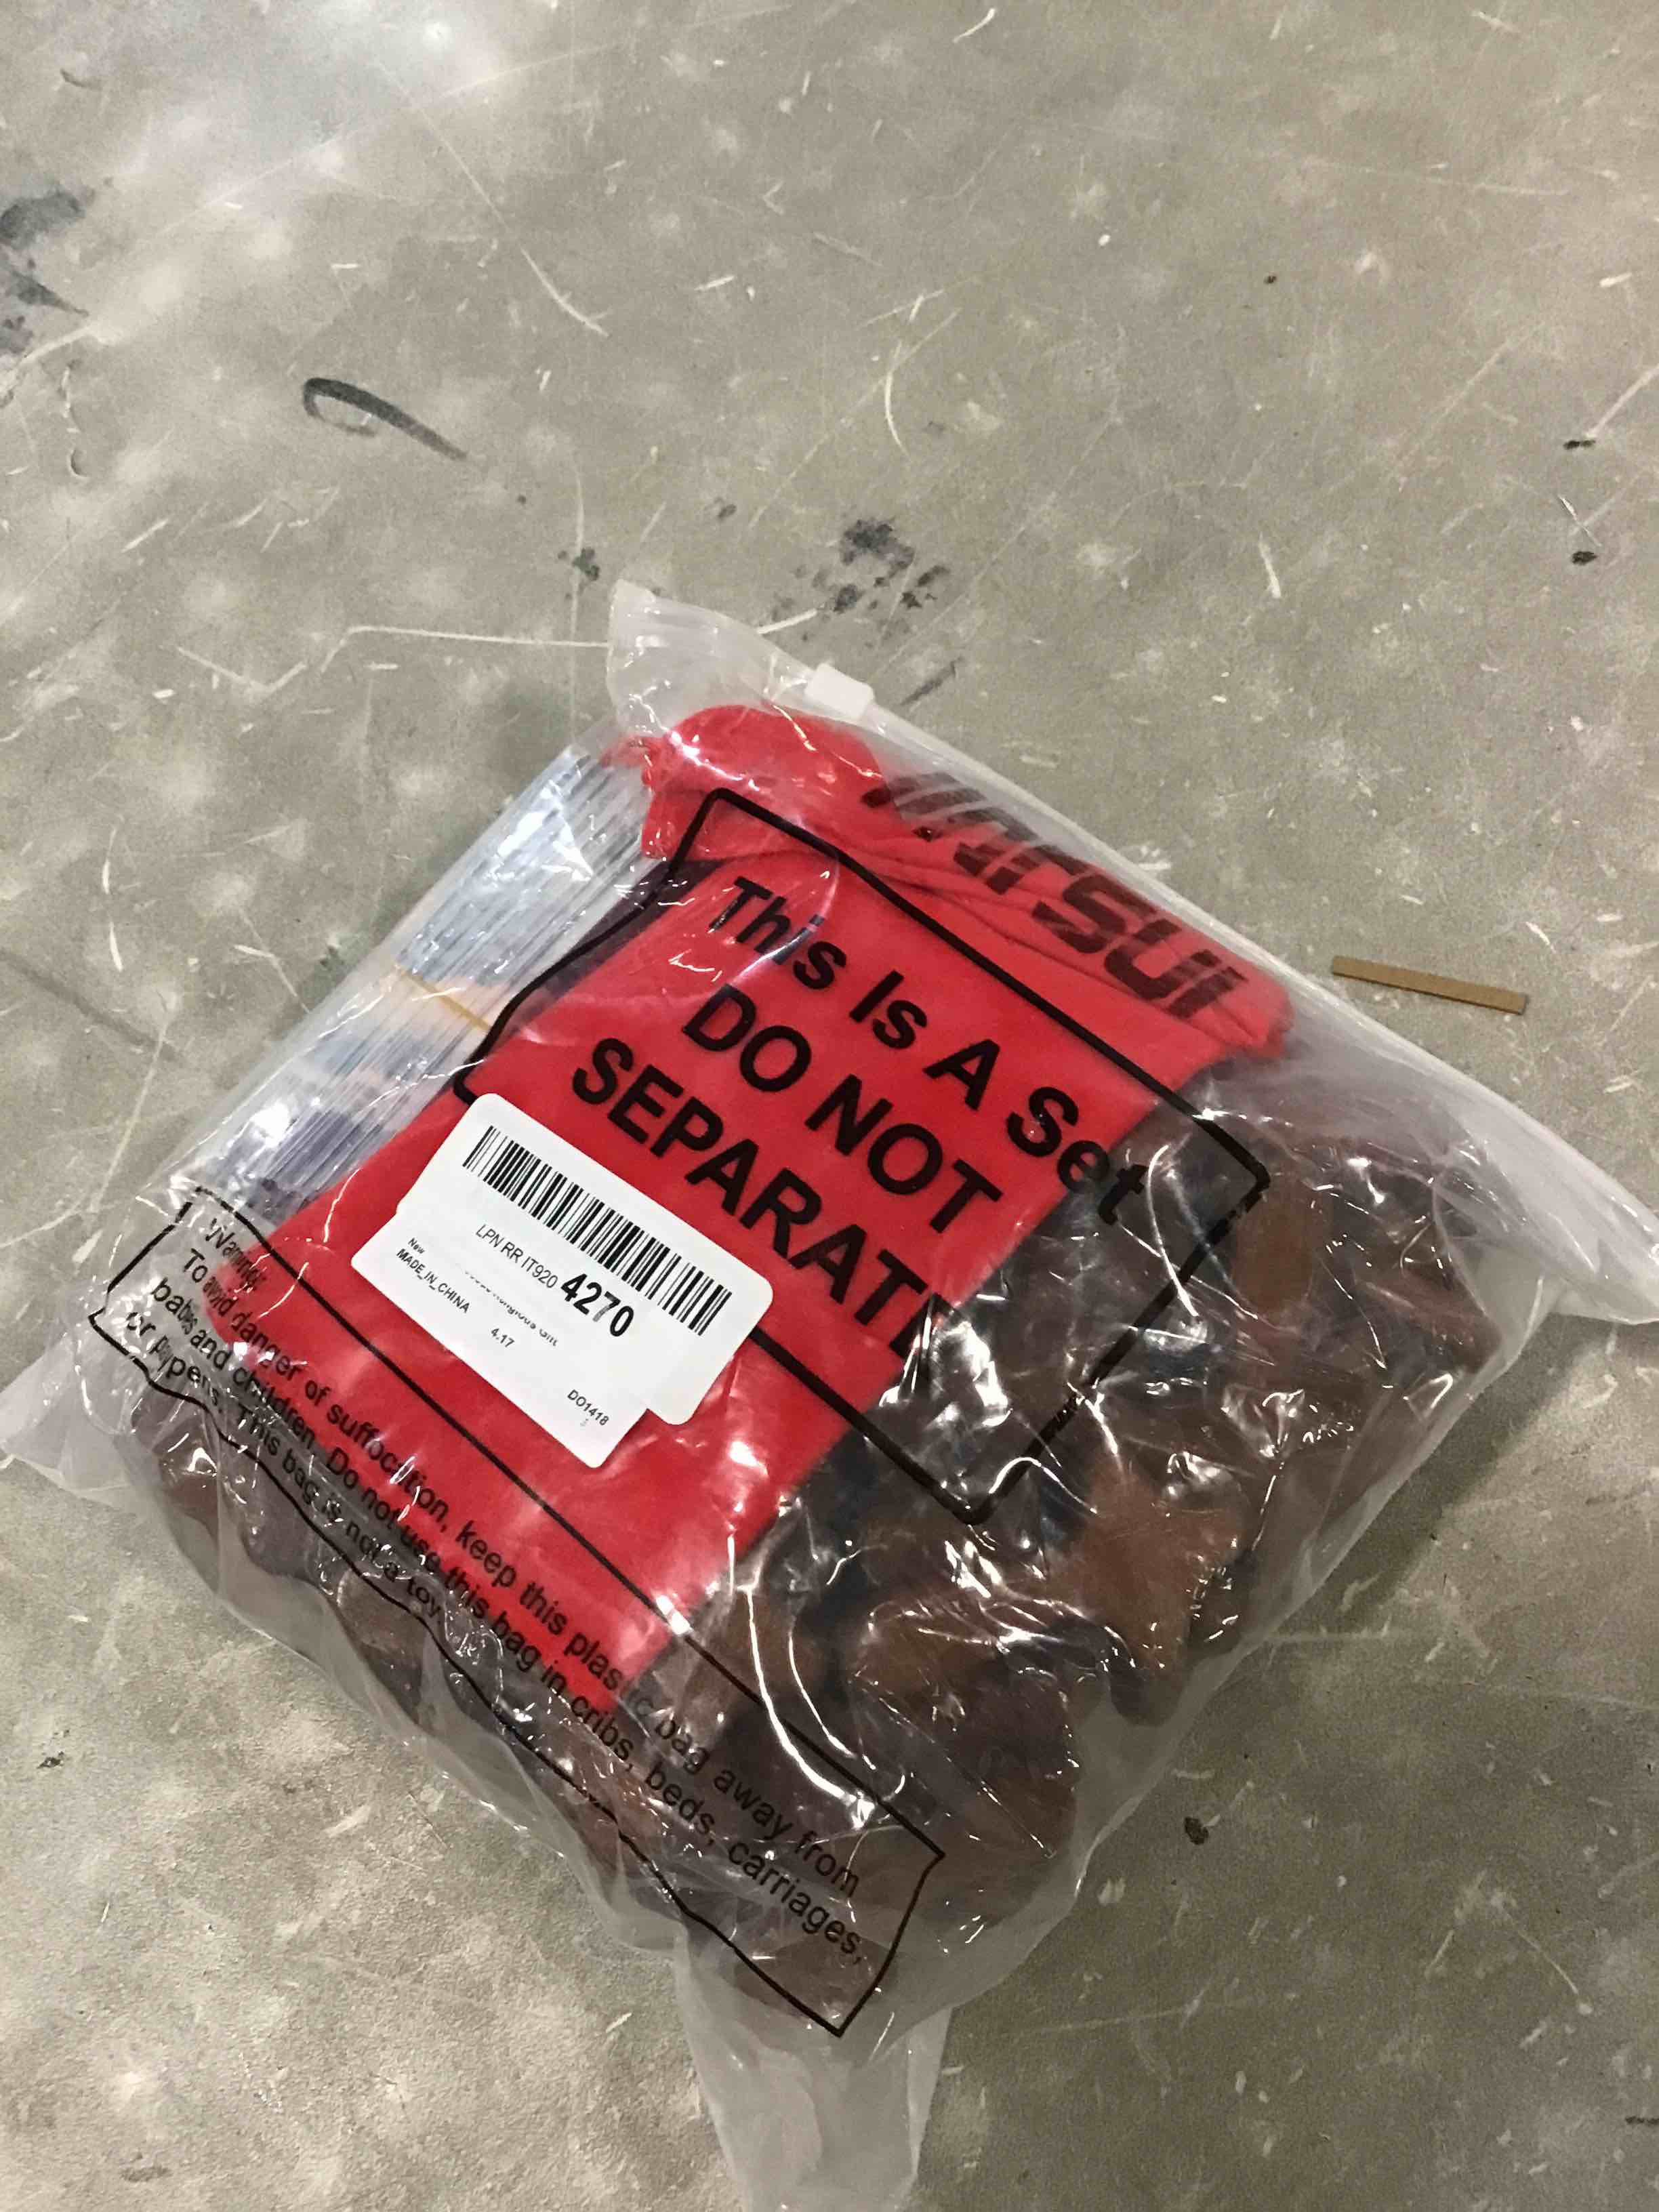 This Is A Set
DO NOT
SEPARATE
LPN RR IT920 4270
New
MADE_IN_CHINA
4.17
DO1418
Warning:
To avoid danger of suffocation, keep this plastic bag away from
babies and children. Do not use this bag in cribs, beds, carriages,
or pypens. This bag is not a toy.